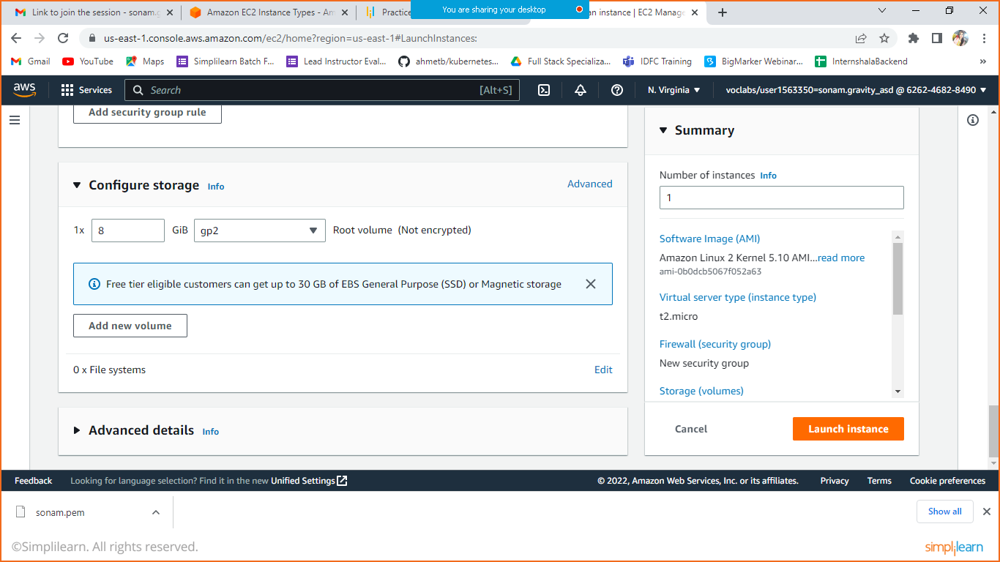 Link to join the session - sonam.g
Amazon EC2 Instance Types - Am
Practice
You are sharing your desktop
an instance | EC2 Manage
us-east-1.console.aws.amazon.com/ec2/home?region=us-east-1#LaunchInstances:
Gmail
YouTube
Maps
Simplilearn Batch F...
Lead Instructor Eval...
ahmetb/kubernetes...
Full Stack Specializa...
IDFC Training
BigMarker Webinar...
InternshalaBackend
aws
Services
Search
[Alt+S]
N. Virginia
voclabs/user1563350=sonam.gravity_asd @ 6262-4682-8490
Add security group rule
Configure storage Info
Advanced
1x 8 GiB gp2 Root volume (Not encrypted)
Free tier eligible customers can get up to 30 GB of EBS General Purpose (SSD) or Magnetic storage
Add new volume
0 x File systems
Edit
Advanced details Info
Summary
Number of instances Info
1
Software Image (AMI)
Amazon Linux 2 Kernel 5.10 AMI...read more
ami-0b0dcb5067f052a63
Virtual server type (instance type)
t2.micro
Firewall (security group)
New security group
Storage (volumes)
Cancel
Launch instance
Feedback
Looking for language selection? Find it in the new Unified Settings
© 2022, Amazon Web Services, Inc. or its affiliates.
Privacy
Terms
Cookie preferences
sonam.pem
Show all
©Simplilearn. All rights reserved.
simplilearn